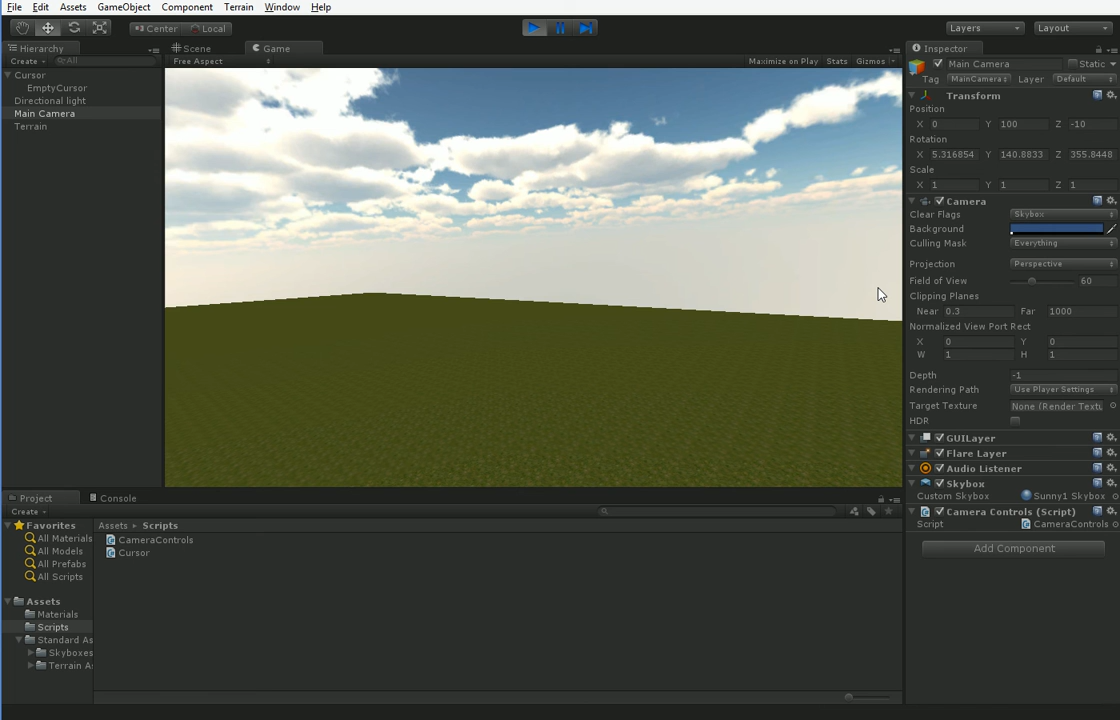 File Edit Assets GameObject Component Terrain Window Help
Center Local Layers Layout
Hierarchy Scene Game Inspector
Create All Free Aspect Maximize on Play Stats Gizmos Main Camera Static
Tag MainCamera Layer Default
Cursor
EmptyCursor
Directional light
Main Camera
Terrain
Transform
Position
X 0 Y 100 Z -10
Rotation
X 5.316854 Y 140.8833 Z 355.8448
Scale
X 1 Y 1 Z 1
Camera
Clear Flags Skybox
Background
Culling Mask Everything
Projection Perspective
Field of View 60
Clipping Planes
Near 0.3 Far 1000
Normalized View Port Rect
X 0 Y 0
W 1 H 1
Depth -1
Rendering Path Use Player Settings
Target Texture None (Render Textu
HDR
GUILayer
Flare Layer
Audio Listener
Skybox
Custom Skybox Sunny1 Skybox
Camera Controls (Script)
Script CameraControls
Add Component
Project Console
Create
Favorites
All Materials
All Models
All Prefabs
All Scripts
Assets
Materials
Scripts
Standard As
Skyboxes
Terrain A
Assets Scripts
CameraControls
Cursor